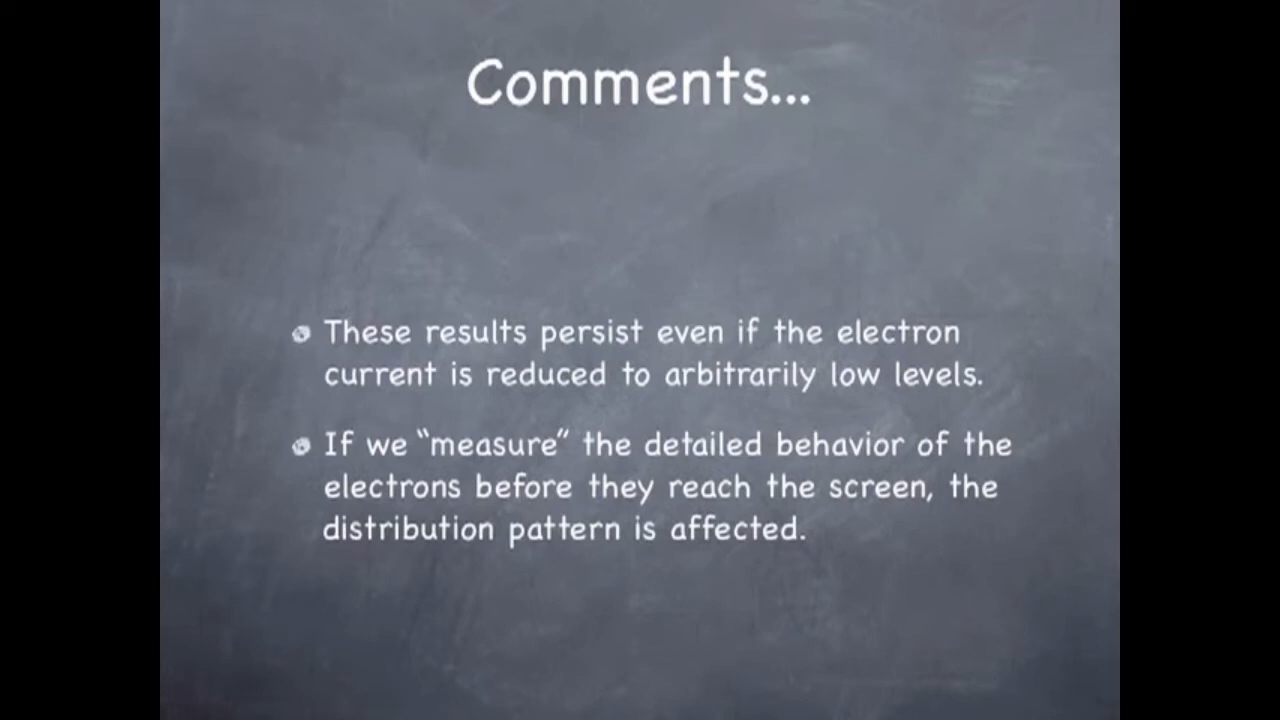 Comments...
These results persist even if the electron
current is reduced to arbitrarily low levels.
If we “measure” the detailed behavior of the
electrons before they reach the screen, the
distribution pattern is affected.